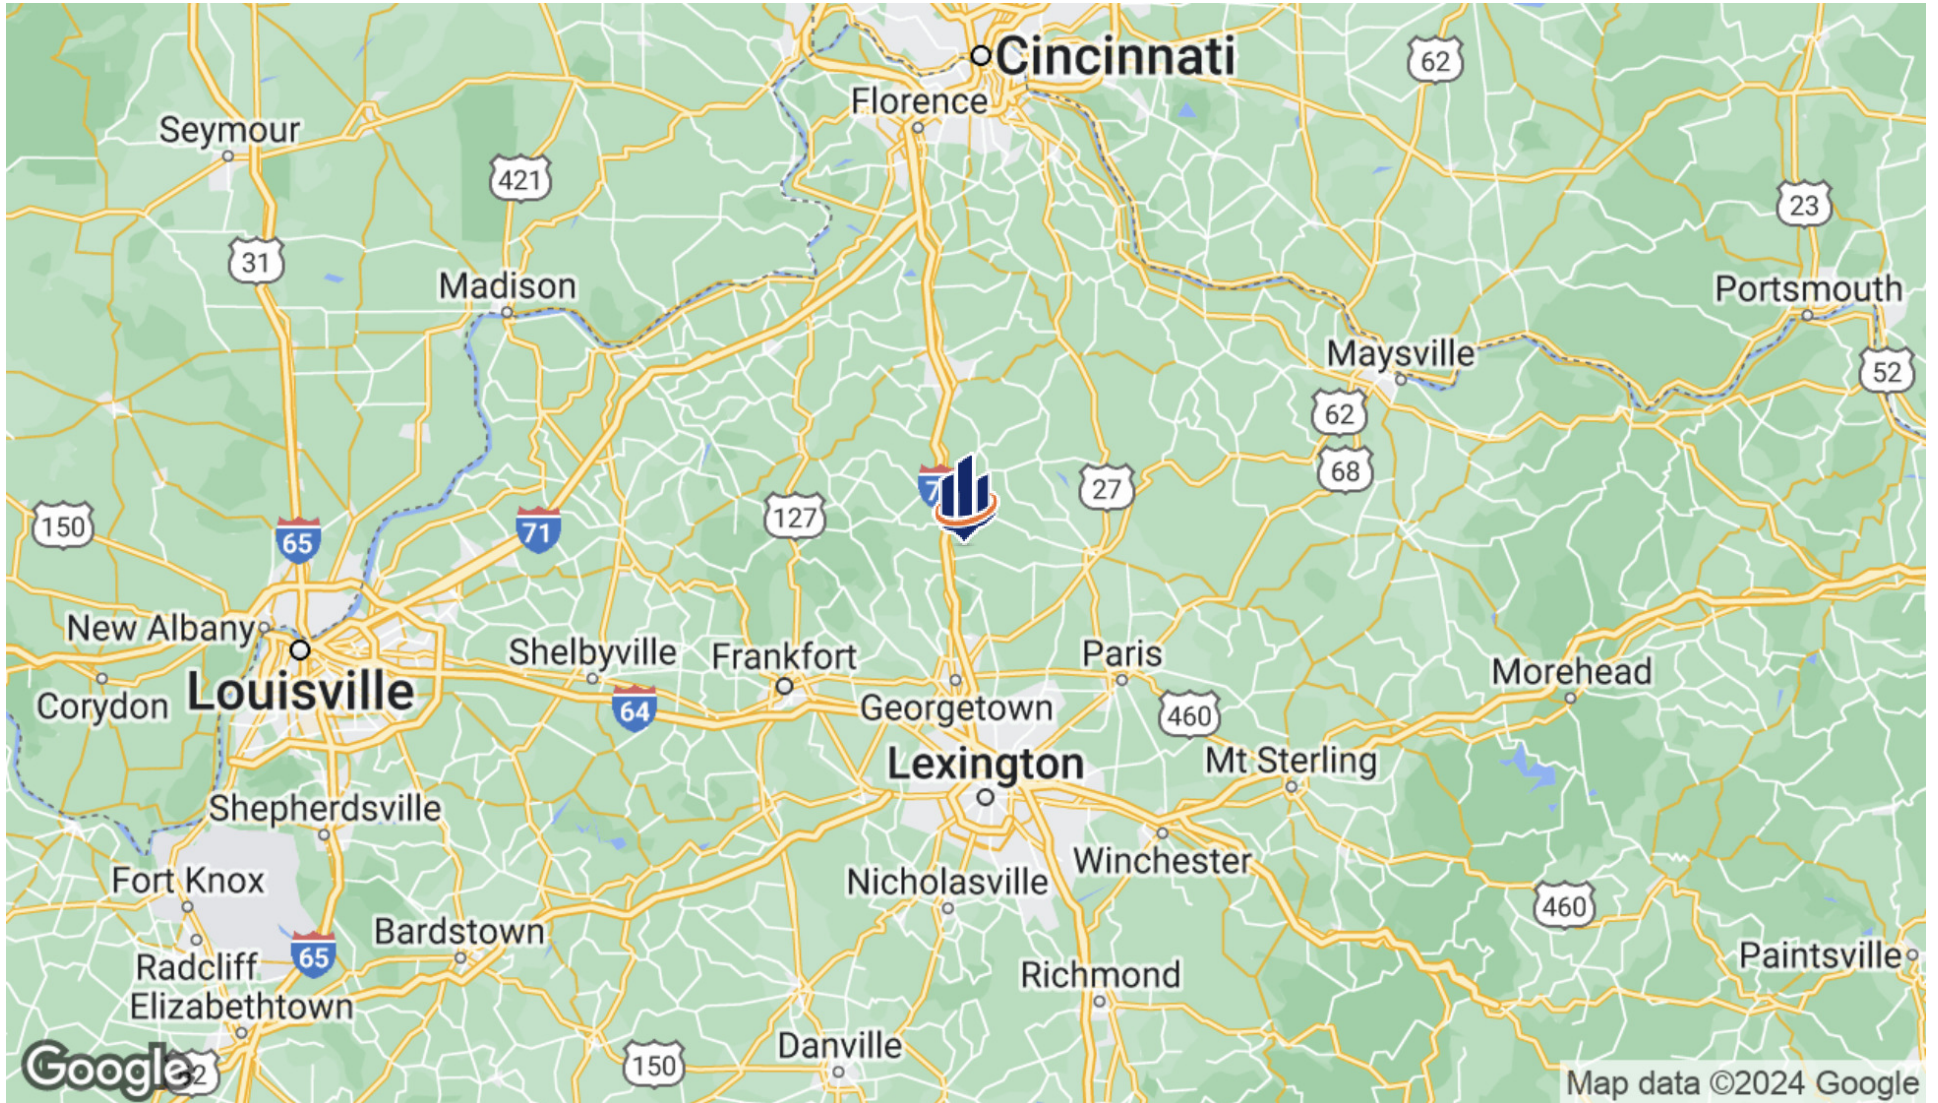 Cincinnati
62
Florence
Seymour
421
23
31
Madison
Portsmouth
Maysville
52
62
68
7
27
127
150
65
71
New Albany
Shelbyville
Frankfort
Paris
Morehead
Corydon
Louisville
64
Georgetown
460
Lexington
Mt Sterling
Shepherdsville
Winchester
Fort Knox
Nicholasville
460
Bardstown
65
Paintsville
Radcliff
Richmond
Elizabethtown
Danville
150
Google
Map data ©2024 Google